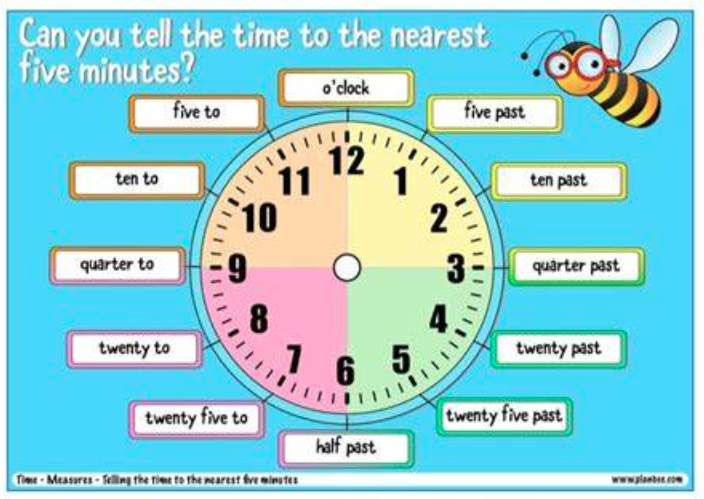 Can you tell the time to the nearest
five minutes?
o'clock
five to
five past
ten to
ten past
quarter to
quarter past
twenty to
twenty past
twenty five to
twenty five past
half past
12
1
2
3
4
5
6
7
8
9
10
11
Time - Measures - Telling the time to the nearest five minutes
www.planbee.com